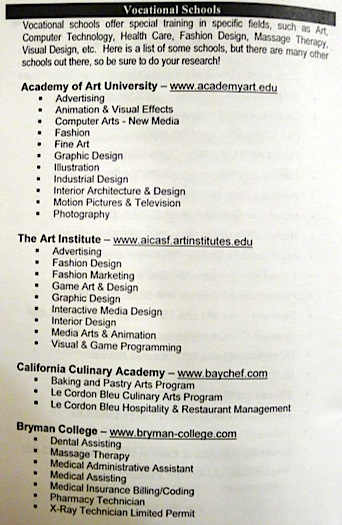 Vocational Schools
Vocational schools offer special training in specific fields, such as Art,
Computer Technology, Health Care, Fashion Design, Massage Therapy,
Visual Design, etc. Here is a list of some schools, but there are many other
schools out there, so be sure to do your research!
Academy of Art University – www.academyart.edu
▪ Advertising
▪ Animation & Visual Effects
▪ Computer Arts - New Media
▪ Fashion
▪ Fine Art
▪ Graphic Design
▪ Illustration
▪ Industrial Design
▪ Interior Architecture & Design
▪ Motion Pictures & Television
▪ Photography
The Art Institute – www.aicasf.artinstitutes.edu
▪ Advertising
▪ Fashion Design
▪ Fashion Marketing
▪ Game Art & Design
▪ Graphic Design
▪ Interactive Media Design
▪ Interior Design
▪ Media Arts & Animation
▪ Visual & Game Programming
California Culinary Academy – www.baychef.com
▪ Baking and Pastry Arts Program
▪ Le Cordon Bleu Culinary Arts Program
▪ Le Cordon Bleu Hospitality & Restaurant Management
Bryman College – www.bryman-college.com
▪ Dental Assisting
▪ Massage Therapy
▪ Medical Administrative Assistant
▪ Medical Assisting
▪ Medical Insurance Billing/Coding
▪ Pharmacy Technician
▪ X-Ray Technician Limited Permit